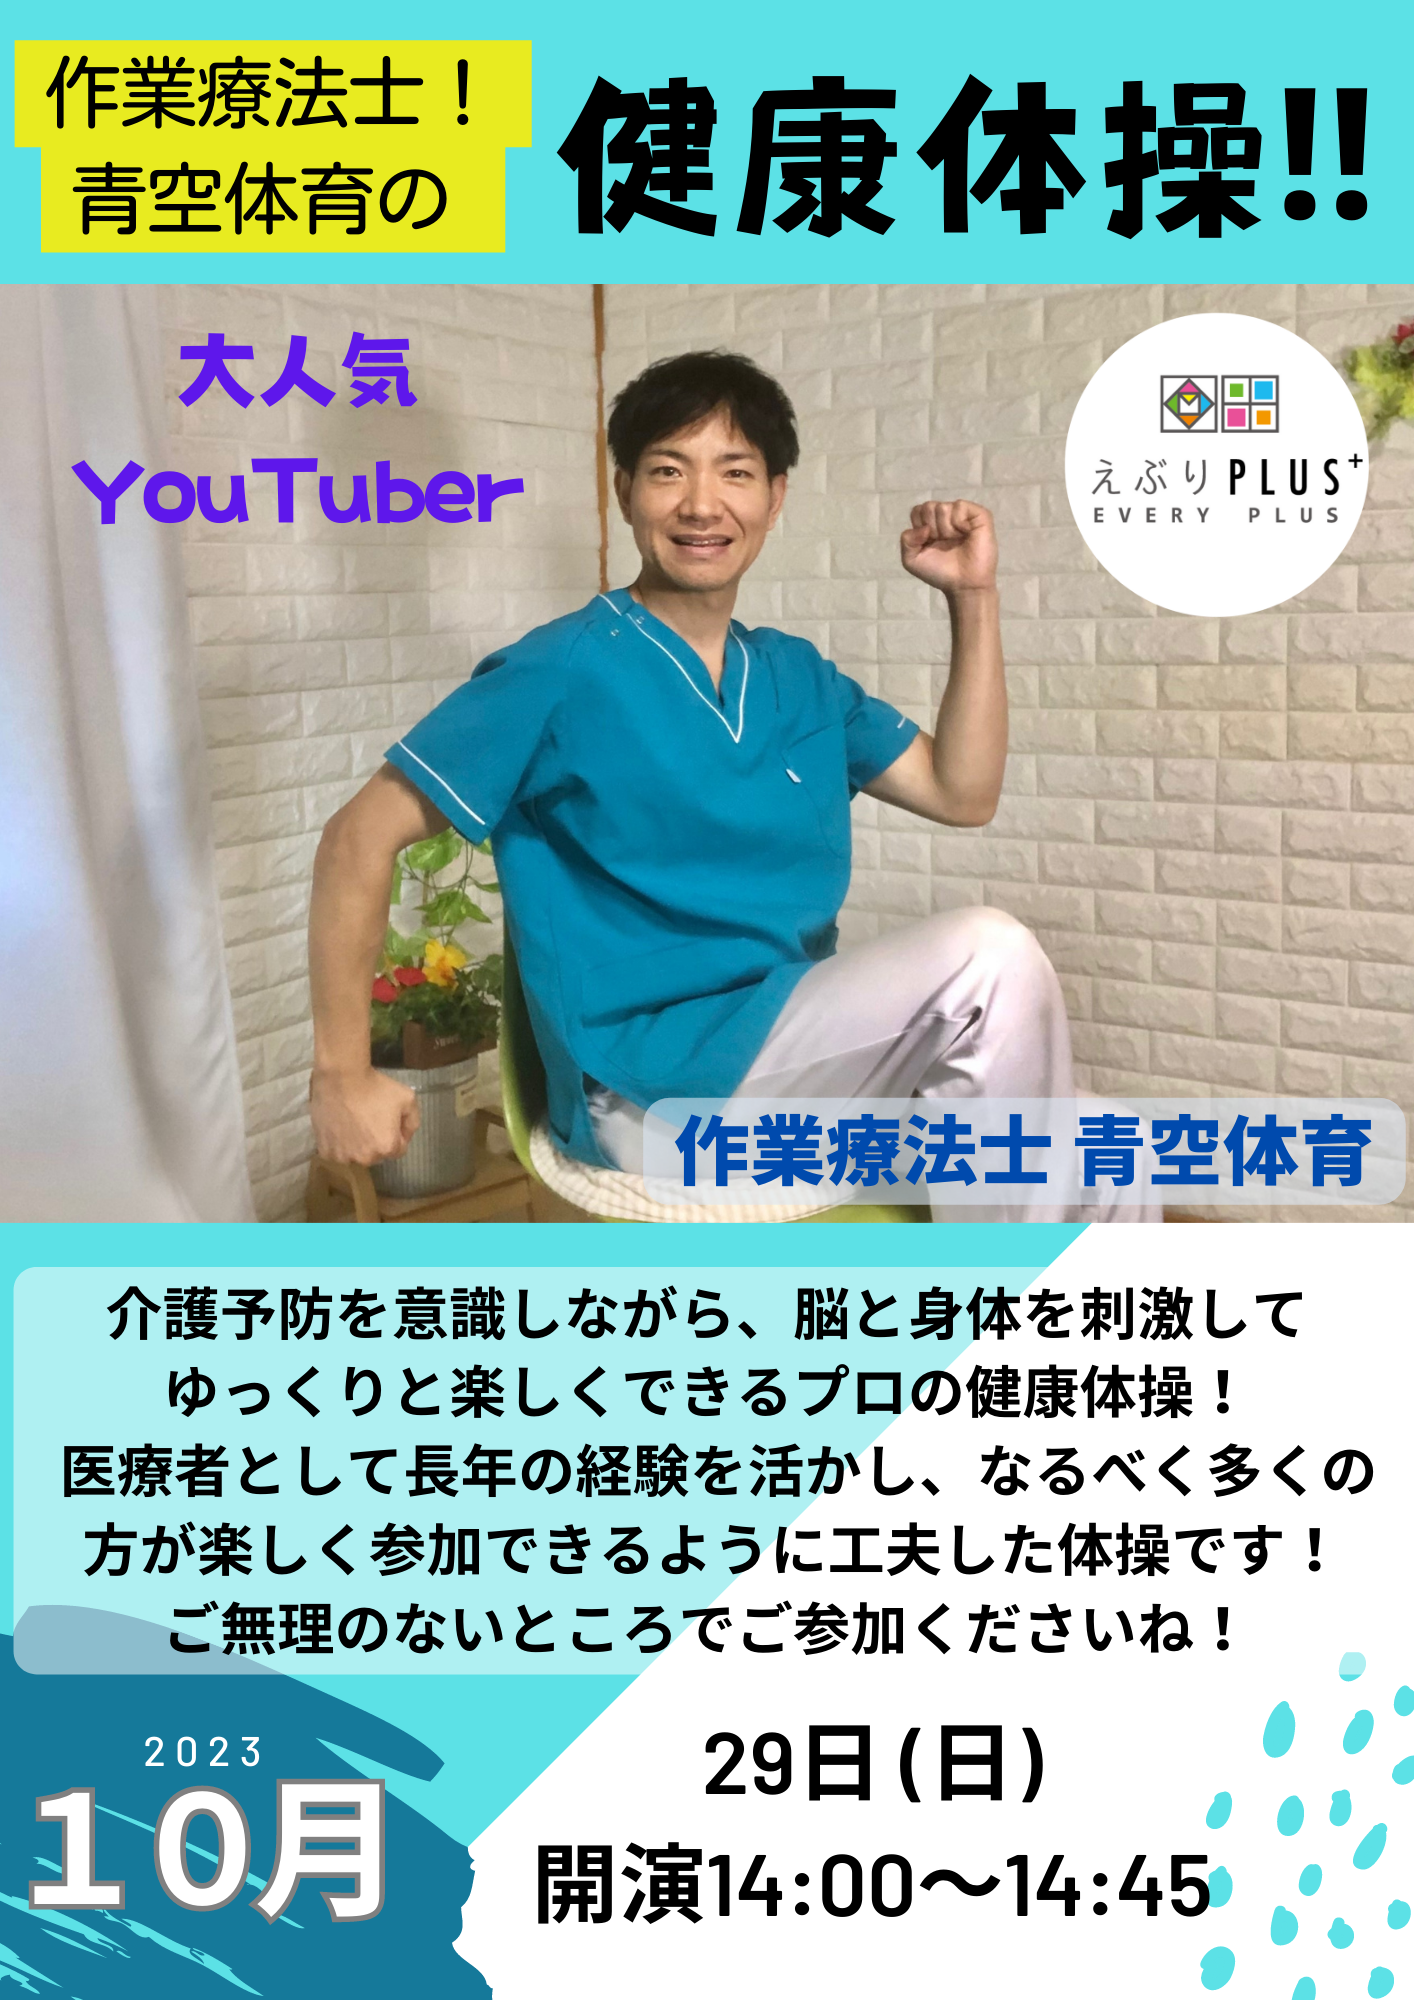 作業療法士！
青空体育の
健康体操!!
大人気
YouTuber
えぶりPLUS+
EVERY PLUS
作業療法士 青空体育
介護予防を意識しながら、脳と身体を刺激して
ゆっくりと楽しくできるプロの健康体操！
医療者として長年の経験を活かし、なるべく多くの
方が楽しく参加できるように工夫した体操です！
ご無理のないところでご参加くださいね！
2023
10月
29日(日)
開演14:00〜14:45